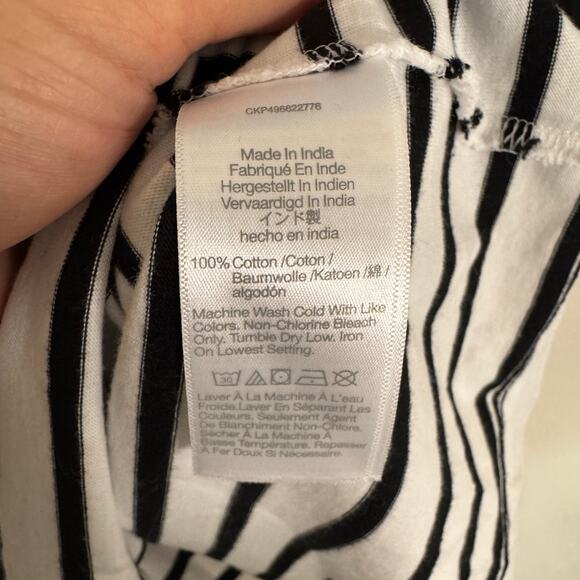 CKP496622776
Made In India
Fabriqué En Inde
Hergestellt In Indien
Vervaardigd In India
インド製
hecho en india
100% Cotton /Coton /
Baumwolle /Katoen /綿 /
algodón
Machine Wash Cold With Like
Colors. Non-Chlorine Bleach
Only. Tumble Dry Low. Iron
On Lowest Setting.
30
Laver À La Machine À L'eau
Froide.Laver En Séparant Les
Couleurs. Seulement Agent
De Blanchiment Non-Chlore.
Sécher À La Machine À
Basse Température. Repasser
À Fer Doux Si Nécessaire.